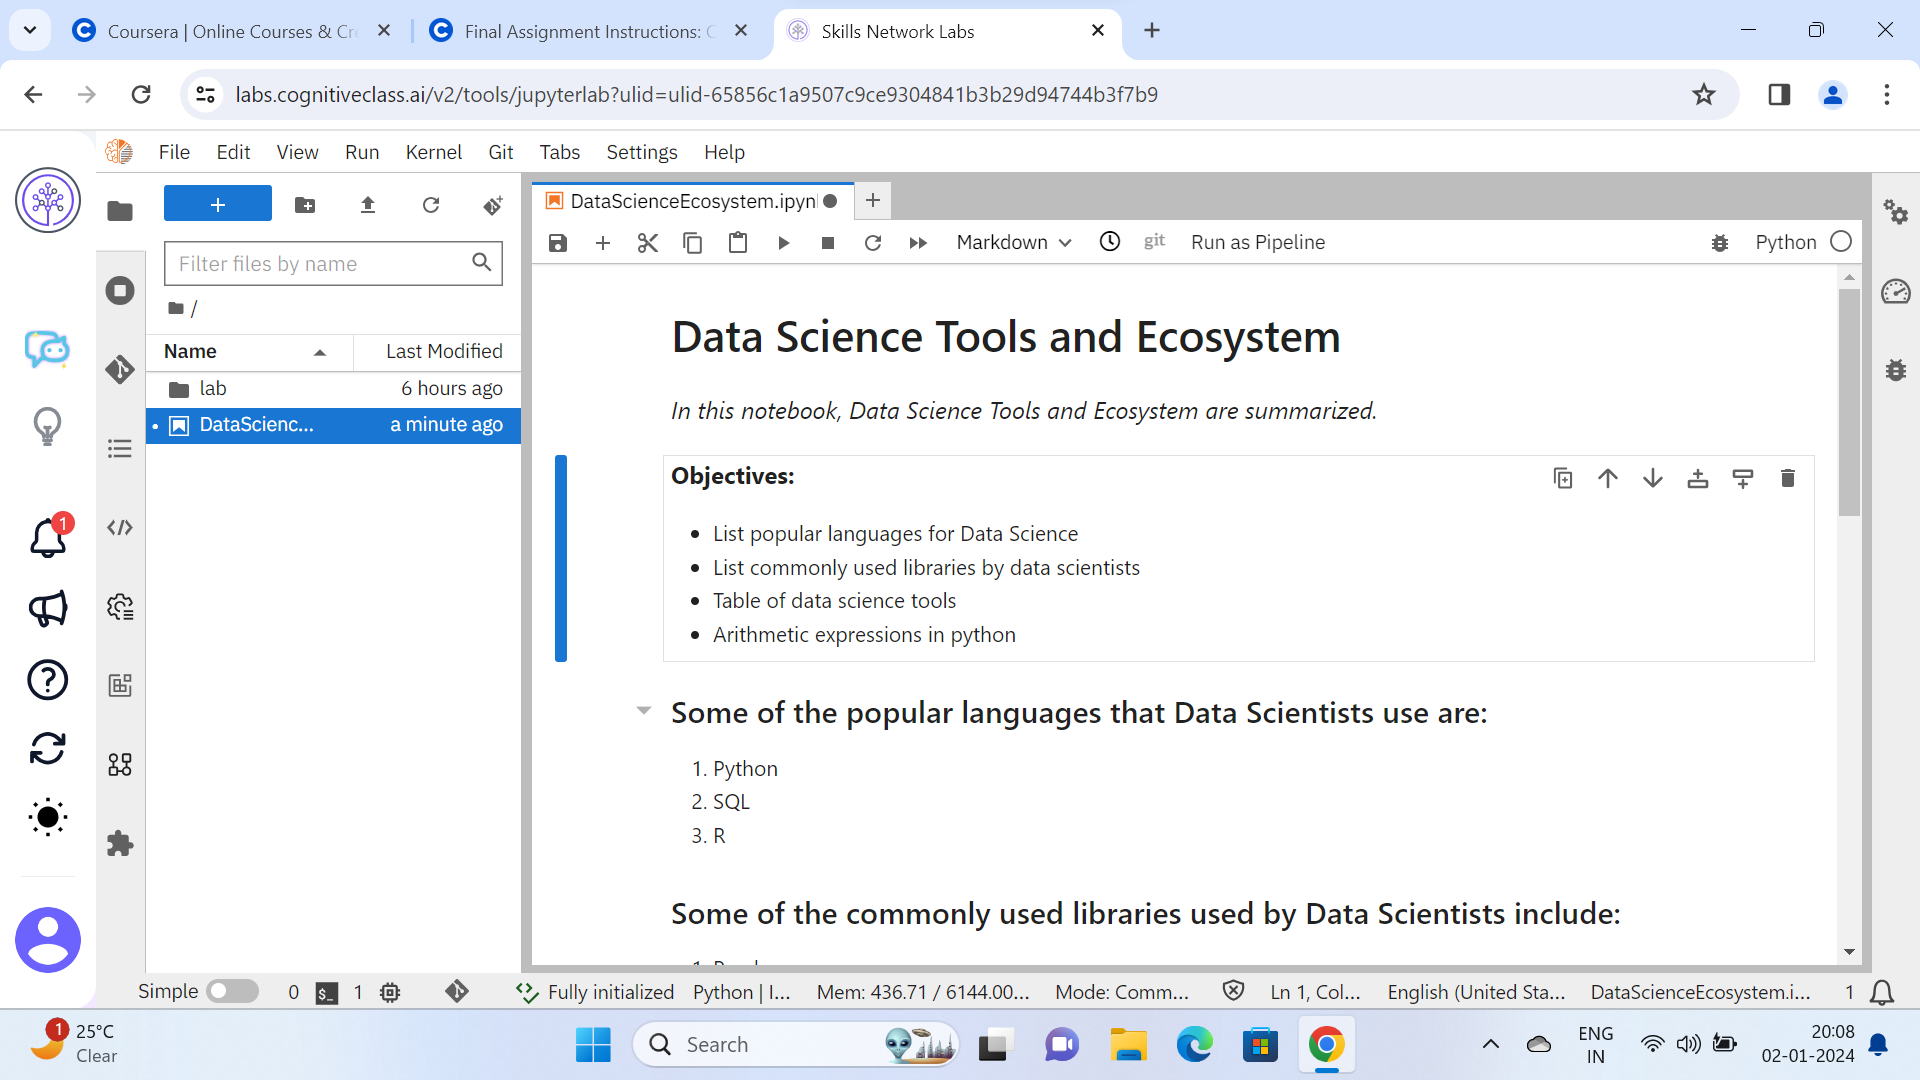 Coursera | Online Courses & Cre
Final Assignment Instructions: C
Skills Network Labs
labs.cognitiveclass.ai/v2/tools/jupyterlab?ulid=ulid-65856c1a9507c9ce9304841b3b29d94744b3f7b9
File Edit View Run Kernel Git Tabs Settings Help
DataScienceEcosystem.ipynl
Markdown
git
Run as Pipeline
Python
Filter files by name
/
Name
Last Modified
lab
6 hours ago
DataScienc...
a minute ago
Data Science Tools and Ecosystem
In this notebook, Data Science Tools and Ecosystem are summarized.
Objectives:
• List popular languages for Data Science
• List commonly used libraries by data scientists
• Table of data science tools
• Arithmetic expressions in python
Some of the popular languages that Data Scientists use are:
1. Python
2. SQL
3. R
Some of the commonly used libraries used by Data Scientists include:
1
Simple
0
$_
1
Fully initialized
Python | I...
Mem: 436.71 / 6144.00...
Mode: Comm...
Ln 1, Col...
English (United Sta...
DataScienceEcosystem.i...
1
1
25°C
Clear
Search
ENG
IN
20:08
02-01-2024